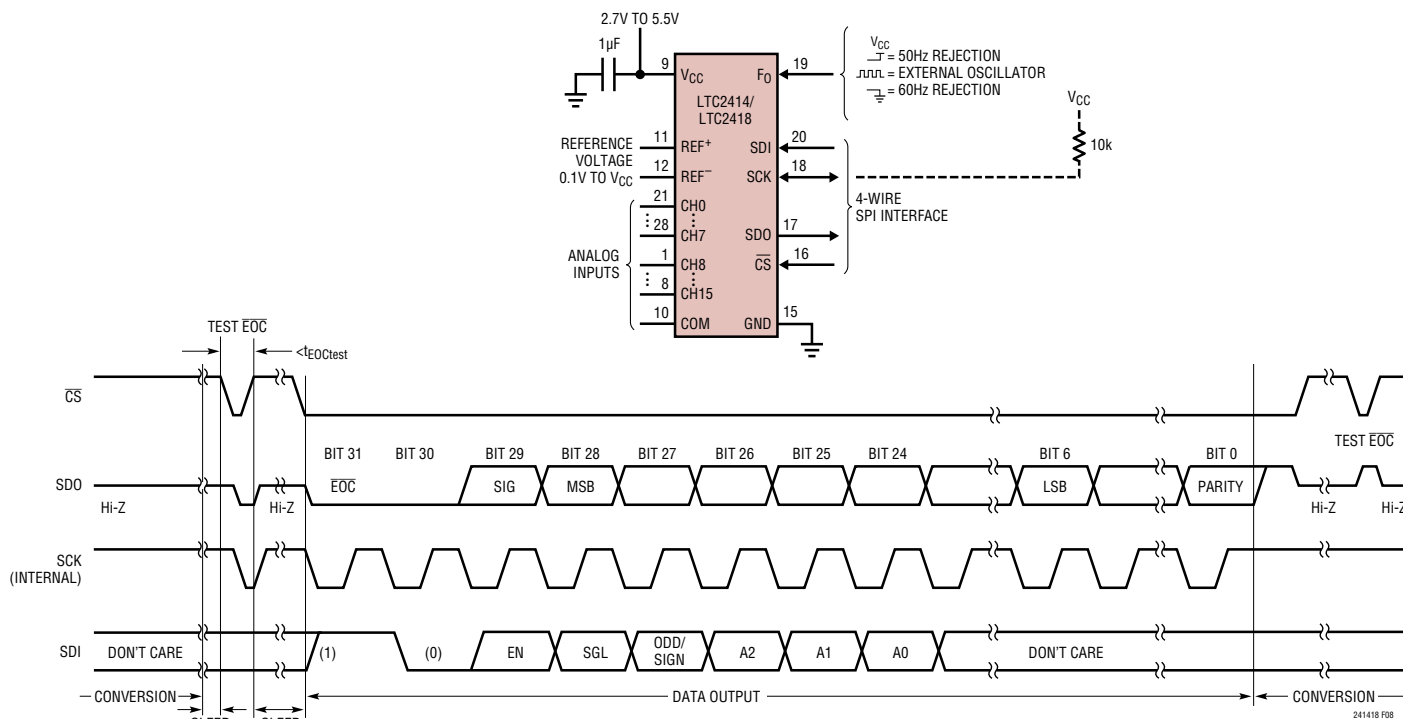 2.7V TO 5.5V
1µF
9
VCC
FO
19
VCC
= 50Hz REJECTION
= EXTERNAL OSCILLATOR
= 60Hz REJECTION
LTC2414/
LTC2418
VCC
10k
REFERENCE
VOLTAGE
0.1V TO VCC
11
REF+
12
REF–
SDI
20
SCK
18
4-WIRE
SPI INTERFACE
21
CH0
28
CH7
SDO
17
ANALOG
INPUTS
1
CH8
CS
16
8
CH15
10
COM
GND
15
TEST EOC
<tEOCtest
CS
TEST EOC
BIT 31
BIT 30
BIT 29
BIT 28
BIT 27
BIT 26
BIT 25
BIT 24
BIT 6
BIT 0
SDO
EOC
SIG
MSB
LSB
PARITY
Hi-Z
Hi-Z
Hi-Z
Hi-Z
SCK
(INTERNAL)
SDI
DON'T CARE
(1)
(0)
EN
SGL
ODD/
SIGN
A2
A1
A0
DON'T CARE
CONVERSION
SLEEP
SLEEP
DATA OUTPUT
CONVERSION
241418 F08